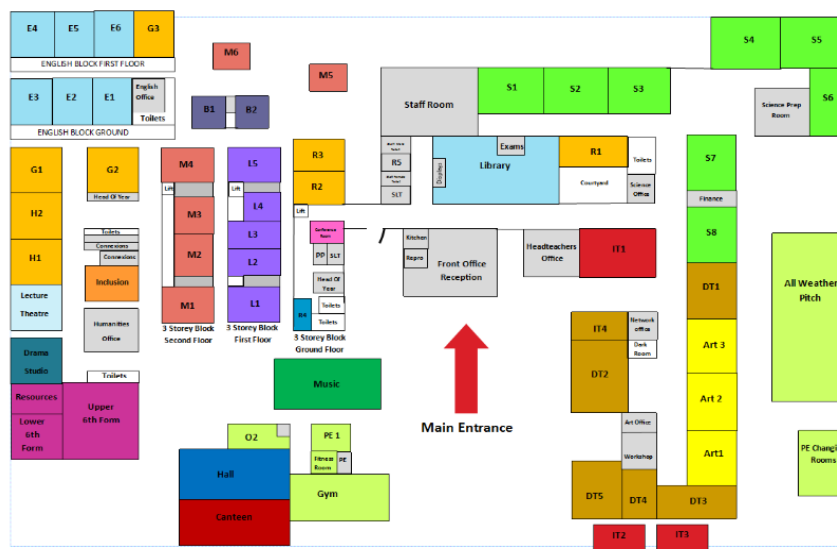 E4 E5 E6 G3
ENGLISH BLOCK FIRST FLOOR
E3 E2 E1 English
Office
Toilets
ENGLISH BLOCK GROUND
M6
M5
B1 B2
Staff Room
S1 S2 S3
S4 S5
S6
Science Prep
Room
G1
H2
H1
Lecture
Theatre
Drama
Studio
Resources
Lower
6th
Form
Upper
6th Form
G2
Head Of Year
Toilets
Connexions
Connexions
Inclusion
Humanities
Office
Toilets
M4
Lift
M3
M2
M1
3 Storey Block
Second Floor
L5
Lift
L4
L3
L2
L1
3 Storey Block
First Floor
R3
R2
Lift
PP SLT
Head Of
Year
Toilets
Toilets
3 Storey Block
Ground Floor
RS
SLT
Displays
Library
Exams
R1
Courtyard
Toilets
Science
Office
S7
Finance
S8
DT1
Art 3
Art 2
Art1
DT3
Kitchen
Repro
Front Office
Reception
Headteachers
Office
IT1
All Weather
Pitch
IT4
Network
office
Dark
Room
DT2
Art Office
Workshop
DT5 DT4
IT2 IT3
PE Changi
Rooms
Main Entrance
Music
O2
PE 1
Fitness
Room
PE
Hall
Gym
Canteen